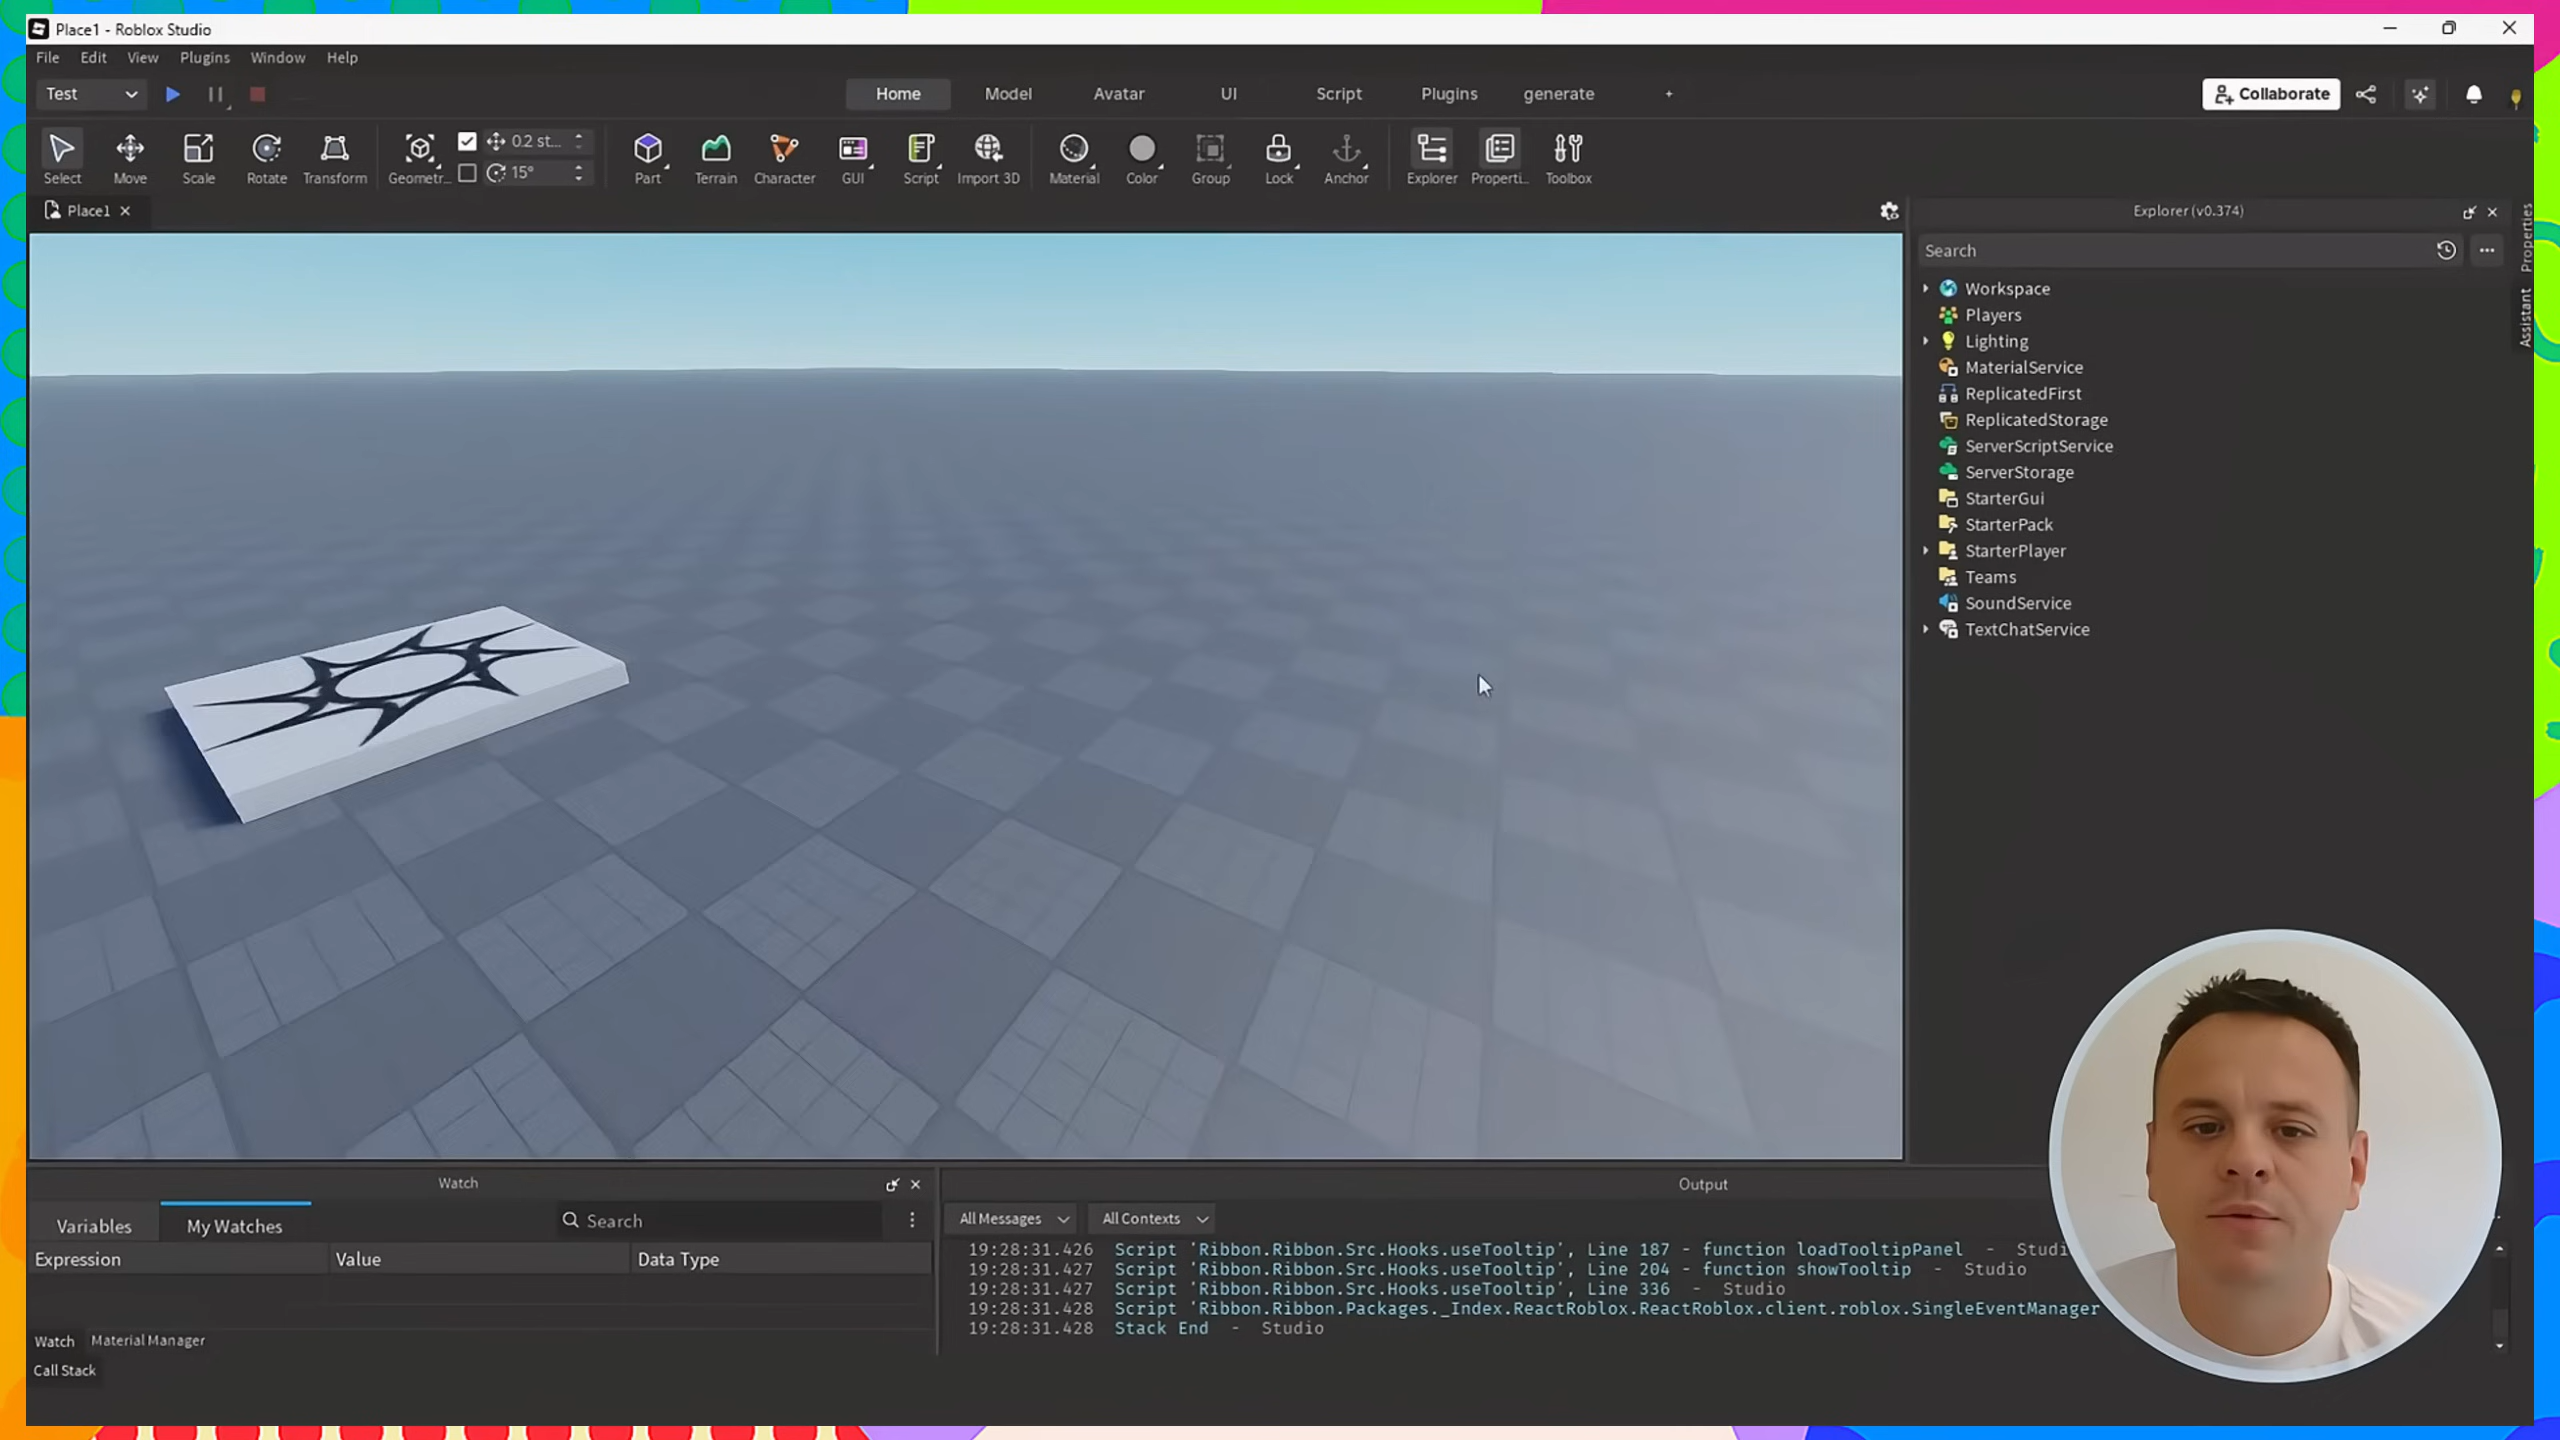 Place1 - Roblox Studio
File Edit View Plugins Window Help
Test Home Model Avatar UI Script Plugins generate + Collaborate
0.2 st...
15°
Select Move Scale Rotate Transform Geometr... Part Terrain Character GUI Script Import 3D Material Color Group Lock Anchor Explorer Properti... Toolbox
Place1
Explorer (v0.374)
Search
Properties
Assistant
Workspace
Players
Lighting
MaterialService
ReplicatedFirst
ReplicatedStorage
ServerScriptService
ServerStorage
StarterGui
StarterPack
StarterPlayer
Teams
SoundService
TextChatService
Watch
Variables My Watches Search
Expression Value Data Type
Watch Material Manager
Call Stack
Output
All Messages All Contexts
19:28:31.426 Script 'Ribbon.Ribbon.Src.Hooks.useTooltip', Line 187 - function loadTooltipPanel - Studi
19:28:31.427 Script 'Ribbon.Ribbon.Src.Hooks.useTooltip', Line 204 - function showTooltip - Studio
19:28:31.427 Script 'Ribbon.Ribbon.Src.Hooks.useTooltip', Line 336 - Studio
19:28:31.428 Script 'Ribbon.Ribbon.Packages._Index.ReactRoblox.ReactRoblox.client.roblox.SingleEventManager
19:28:31.428 Stack End - Studio